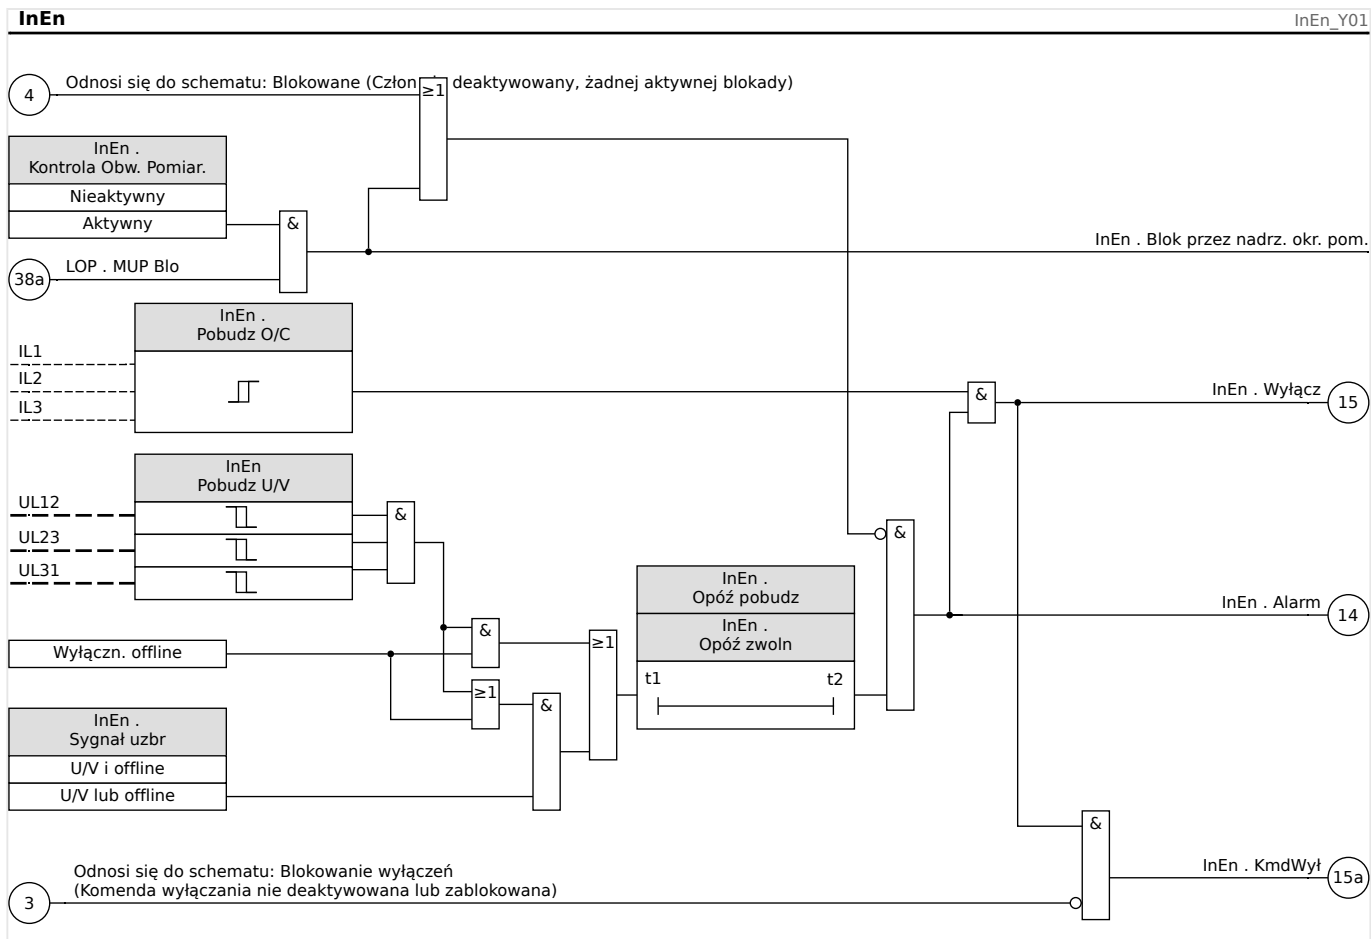 InEn
InEn_Y01
4
Odnosi się do schematu: Blokowane (Człon deaktywowany, żadnej aktywnej blokady)
≥1
InEn .
Kontrola Obw. Pomiar.
Nieaktywny
Aktywny
&
InEn . Blok przez nadrz. okr. pom.
38a
LOP . MUP Blo
InEn .
Pobudz O/C
IL1
IL2
IL3
&
InEn . Wyłącz
15
InEn
Pobudz U/V
UL12
UL23
UL31
&
&
InEn .
Opóź pobudz
InEn .
Opóź zwoln
t1
t2
InEn . Alarm
14
Wyłączn. offline
&
≥1
≥1
&
InEn .
Sygnał uzbr
U/V i offline
U/V lub offline
&
Odnosi się do schematu: Blokowanie wyłączeń
(Komenda wyłączania nie deaktywowana lub zablokowana)
3
InEn . KmdWył
15a